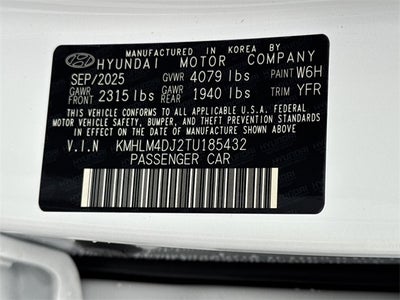 MANUFACTURED IN KOREA BY
HYUNDAI MOTOR COMPANY
SEP/2025 GVWR 4079 lbs PAINT W6H
GAWR FRONT 2315 lbs GAWR REAR 1940 lbs TRIM YFR
THIS VEHICLE CONFORMS TO ALL APPLICABLE U.S.A. FEDERAL
MOTOR VEHICLE SAFETY, BUMPER, AND THEFT PREVENTION STANDARDS
IN EFFECT ON THE DATE OF MANUFACTURE SHOWN ABOVE.
V.I.N KMHLM4DJ2TU185432
PASSENGER CAR